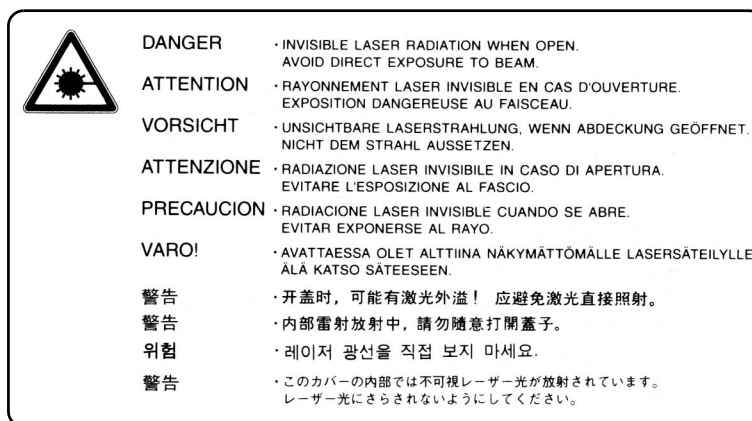 DANGER · INVISIBLE LASER RADIATION WHEN OPEN.
AVOID DIRECT EXPOSURE TO BEAM.
ATTENTION · RAYONNEMENT LASER INVISIBLE EN CAS D'OUVERTURE.
EXPOSITION DANGEREUSE AU FAISCEAU.
VORSICHT · UNSICHTBARE LASERSTRAHLUNG, WENN ABDECKUNG GEÖFFNET.
NICHT DEM STRAHL AUSSETZEN.
ATTENZIONE · RADIAZIONE LASER INVISIBILE IN CASO DI APERTURA.
EVITARE L'ESPOSIZIONE AL FASCIO.
PRECAUCION · RADIACIONE LASER INVISIBLE CUANDO SE ABRE.
EVITAR EXPONERSE AL RAYO.
VARO! · AVATTAESSA OLET ALTTIINA NÄKYMÄTTÖMÄLLE LASERSÄTEILYLLE
ÄLÄ KATSO SÄTEESEEN.
警告 · 开盖时，可能有激光外溢！ 应避免激光直接照射。
警告 · 内部雷射放射中，請勿隨意打開蓋子。
위험 · 레이저 광선을 직접 보지 마세요.
警告 · このカバーの内部では不可視レーザー光が放射されています。
レーザー光にさらされないようにしてください。